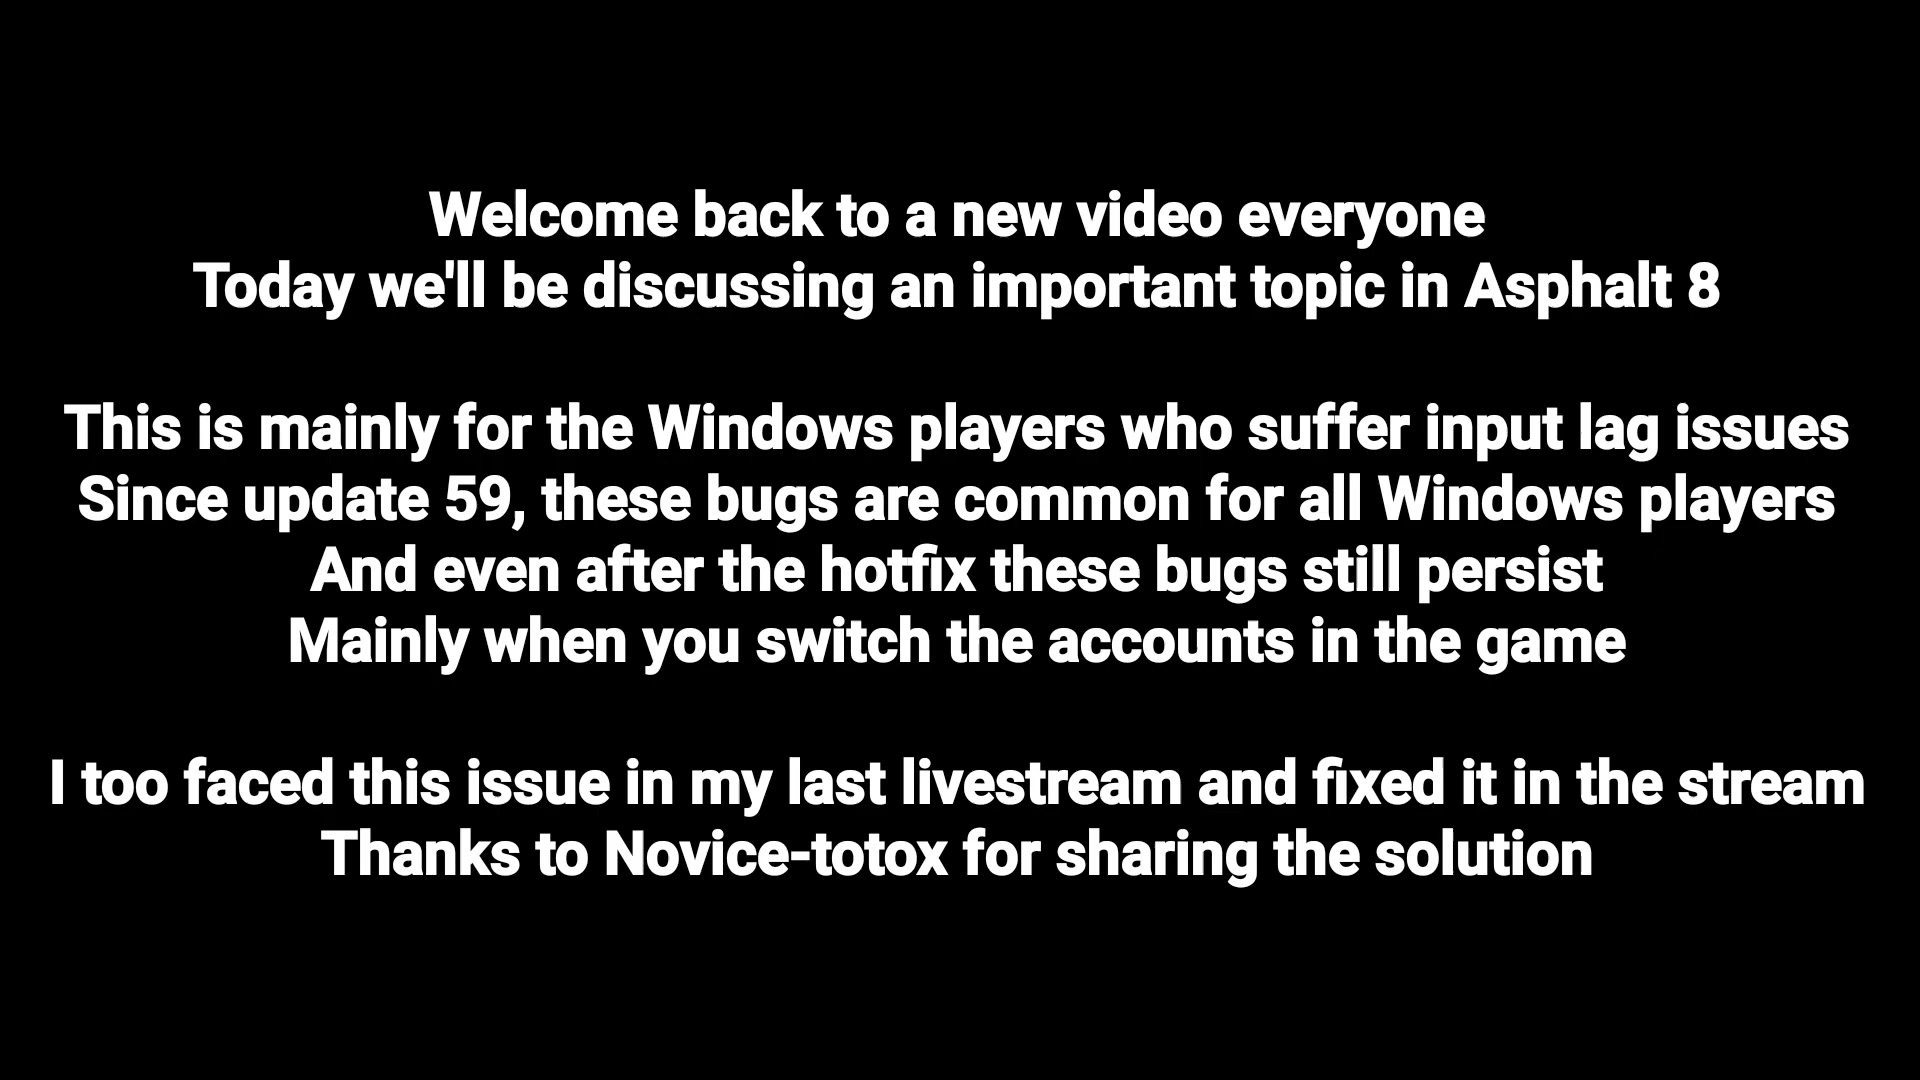 Welcome back to a new video everyone
Today we'll be discussing an important topic in Asphalt 8
This is mainly for the Windows players who suffer input lag issues
Since update 59, these bugs are common for all Windows players
And even after the hotfix these bugs still persist
Mainly when you switch the accounts in the game
I too faced this issue in my last livestream and fixed it in the stream
Thanks to Novice-totox for sharing the solution